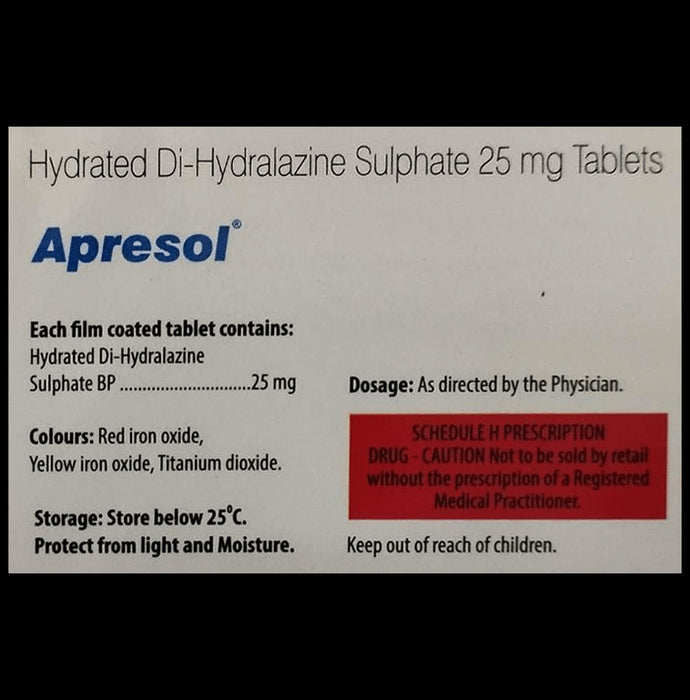 Hydrated Di-Hydralazine Sulphate 25 mg Tablets
Apresol®
Each film coated tablet contains:
Hydrated Di-Hydralazine
Sulphate BP ............................25 mg
Colours: Red iron oxide,
Yellow iron oxide, Titanium dioxide.
Storage: Store below 25°C.
Protect from light and Moisture.
Dosage: As directed by the Physician.
SCHEDULE H PRESCRIPTION
DRUG - CAUTION Not to be sold by retail
without the prescription of a Registered
Medical Practitioner.
Keep out of reach of children.